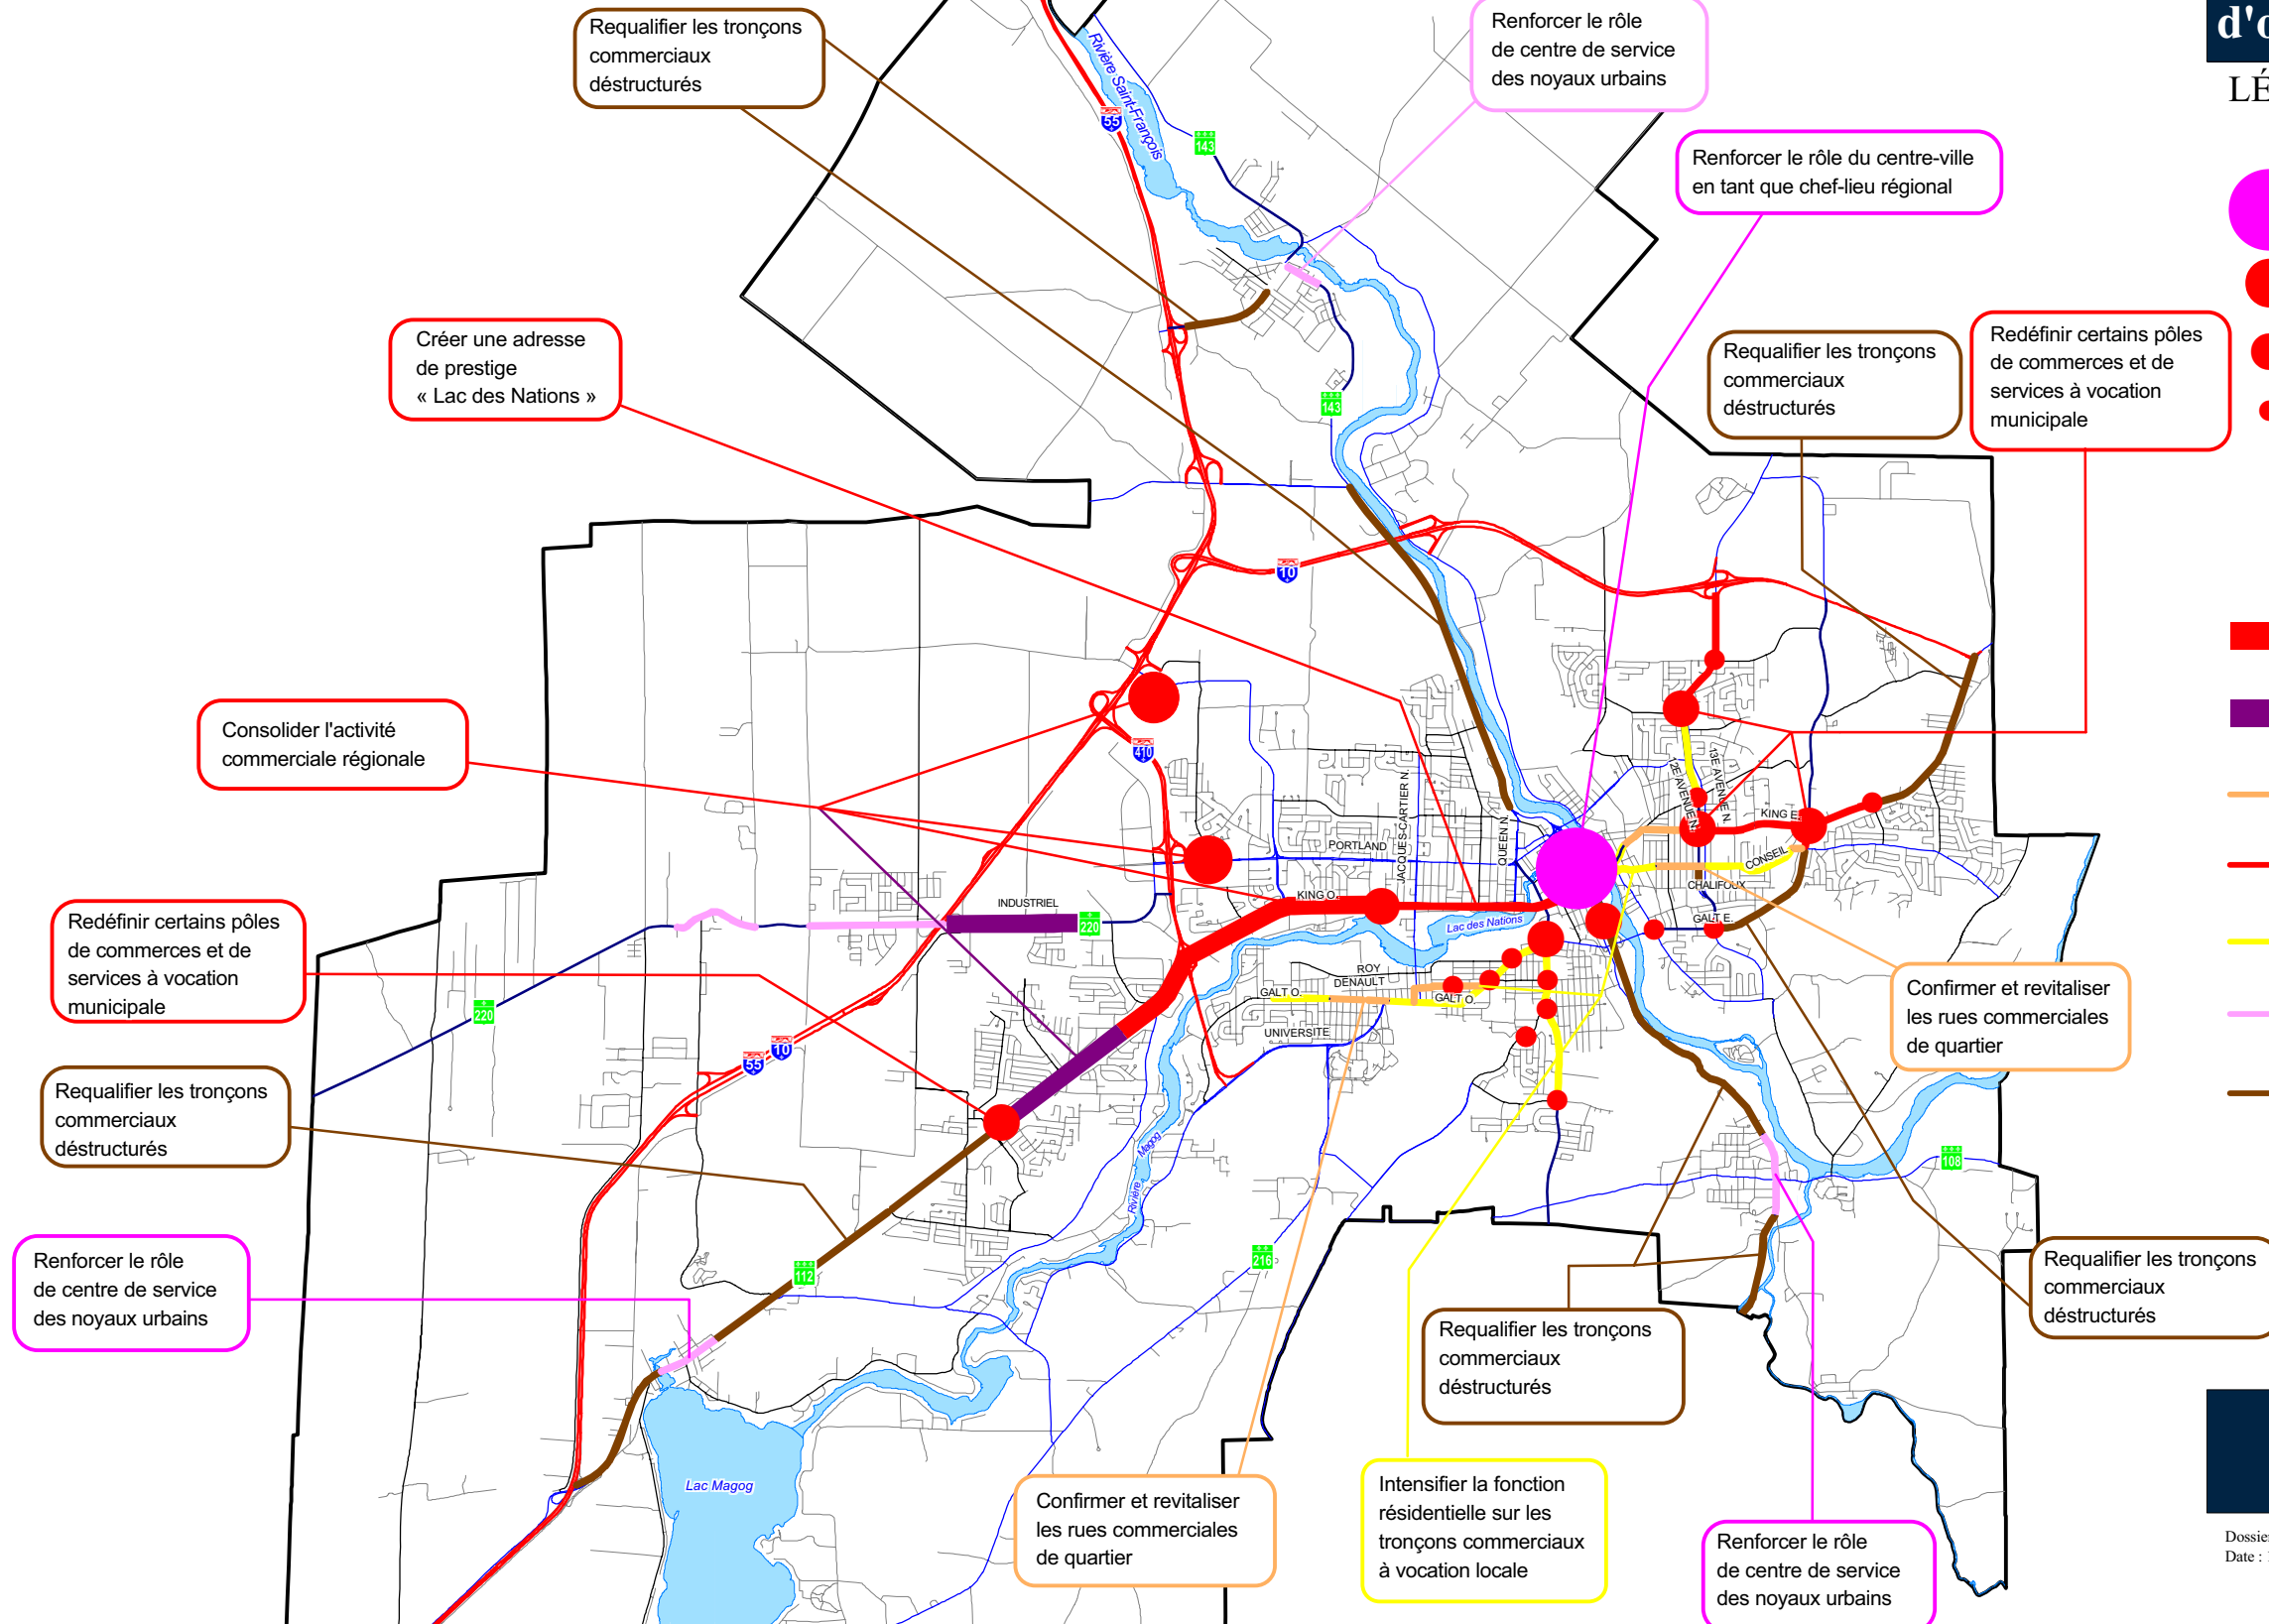 Requalifier les tronçons
commerciaux
déstructurés
Renforcer le rôle
de centre de service
des noyaux urbains
Renforcer le rôle du centre-ville
en tant que chef-lieu régional
Requalifier les tronçons
commerciaux
déstructurés
Redéfinir certains pôles
de commerces et de
services à vocation
municipale
Créer une adresse
de prestige
« Lac des Nations »
Consolider l'activité
commerciale régionale
Redéfinir certains pôles
de commerces et de
services à vocation
municipale
Requalifier les tronçons
commerciaux
déstructurés
Renforcer le rôle
de centre de service
des noyaux urbains
Confirmer et revitaliser
les rues commerciales
de quartier
Intensifier la fonction
résidentielle sur les
tronçons commerciaux
à vocation locale
Requalifier les tronçons
commerciaux
déstructurés
Renforcer le rôle
de centre de service
des noyaux urbains
Requalifier les tronçons
commerciaux
déstructurés
Confirmer et revitaliser
les rues commerciales
de quartier
Rivière Saint-François
55
143
143
10
410
220
220
55
10
112
216
108
INDUSTRIEL
PORTLAND
KING O.
JACQUES-CARTIER N.
QUEEN N.
12E AVENUE N.
13E AVENUE N.
KING E.
CONSEIL
CHALIFOUX
GALT E.
Lac des Nations
ROY
DENAULT
GALT O.
GALT O.
UNIVERSITE
Rivière
Magog
Lac Magog
d'o
LÉ
Dossier
Date :